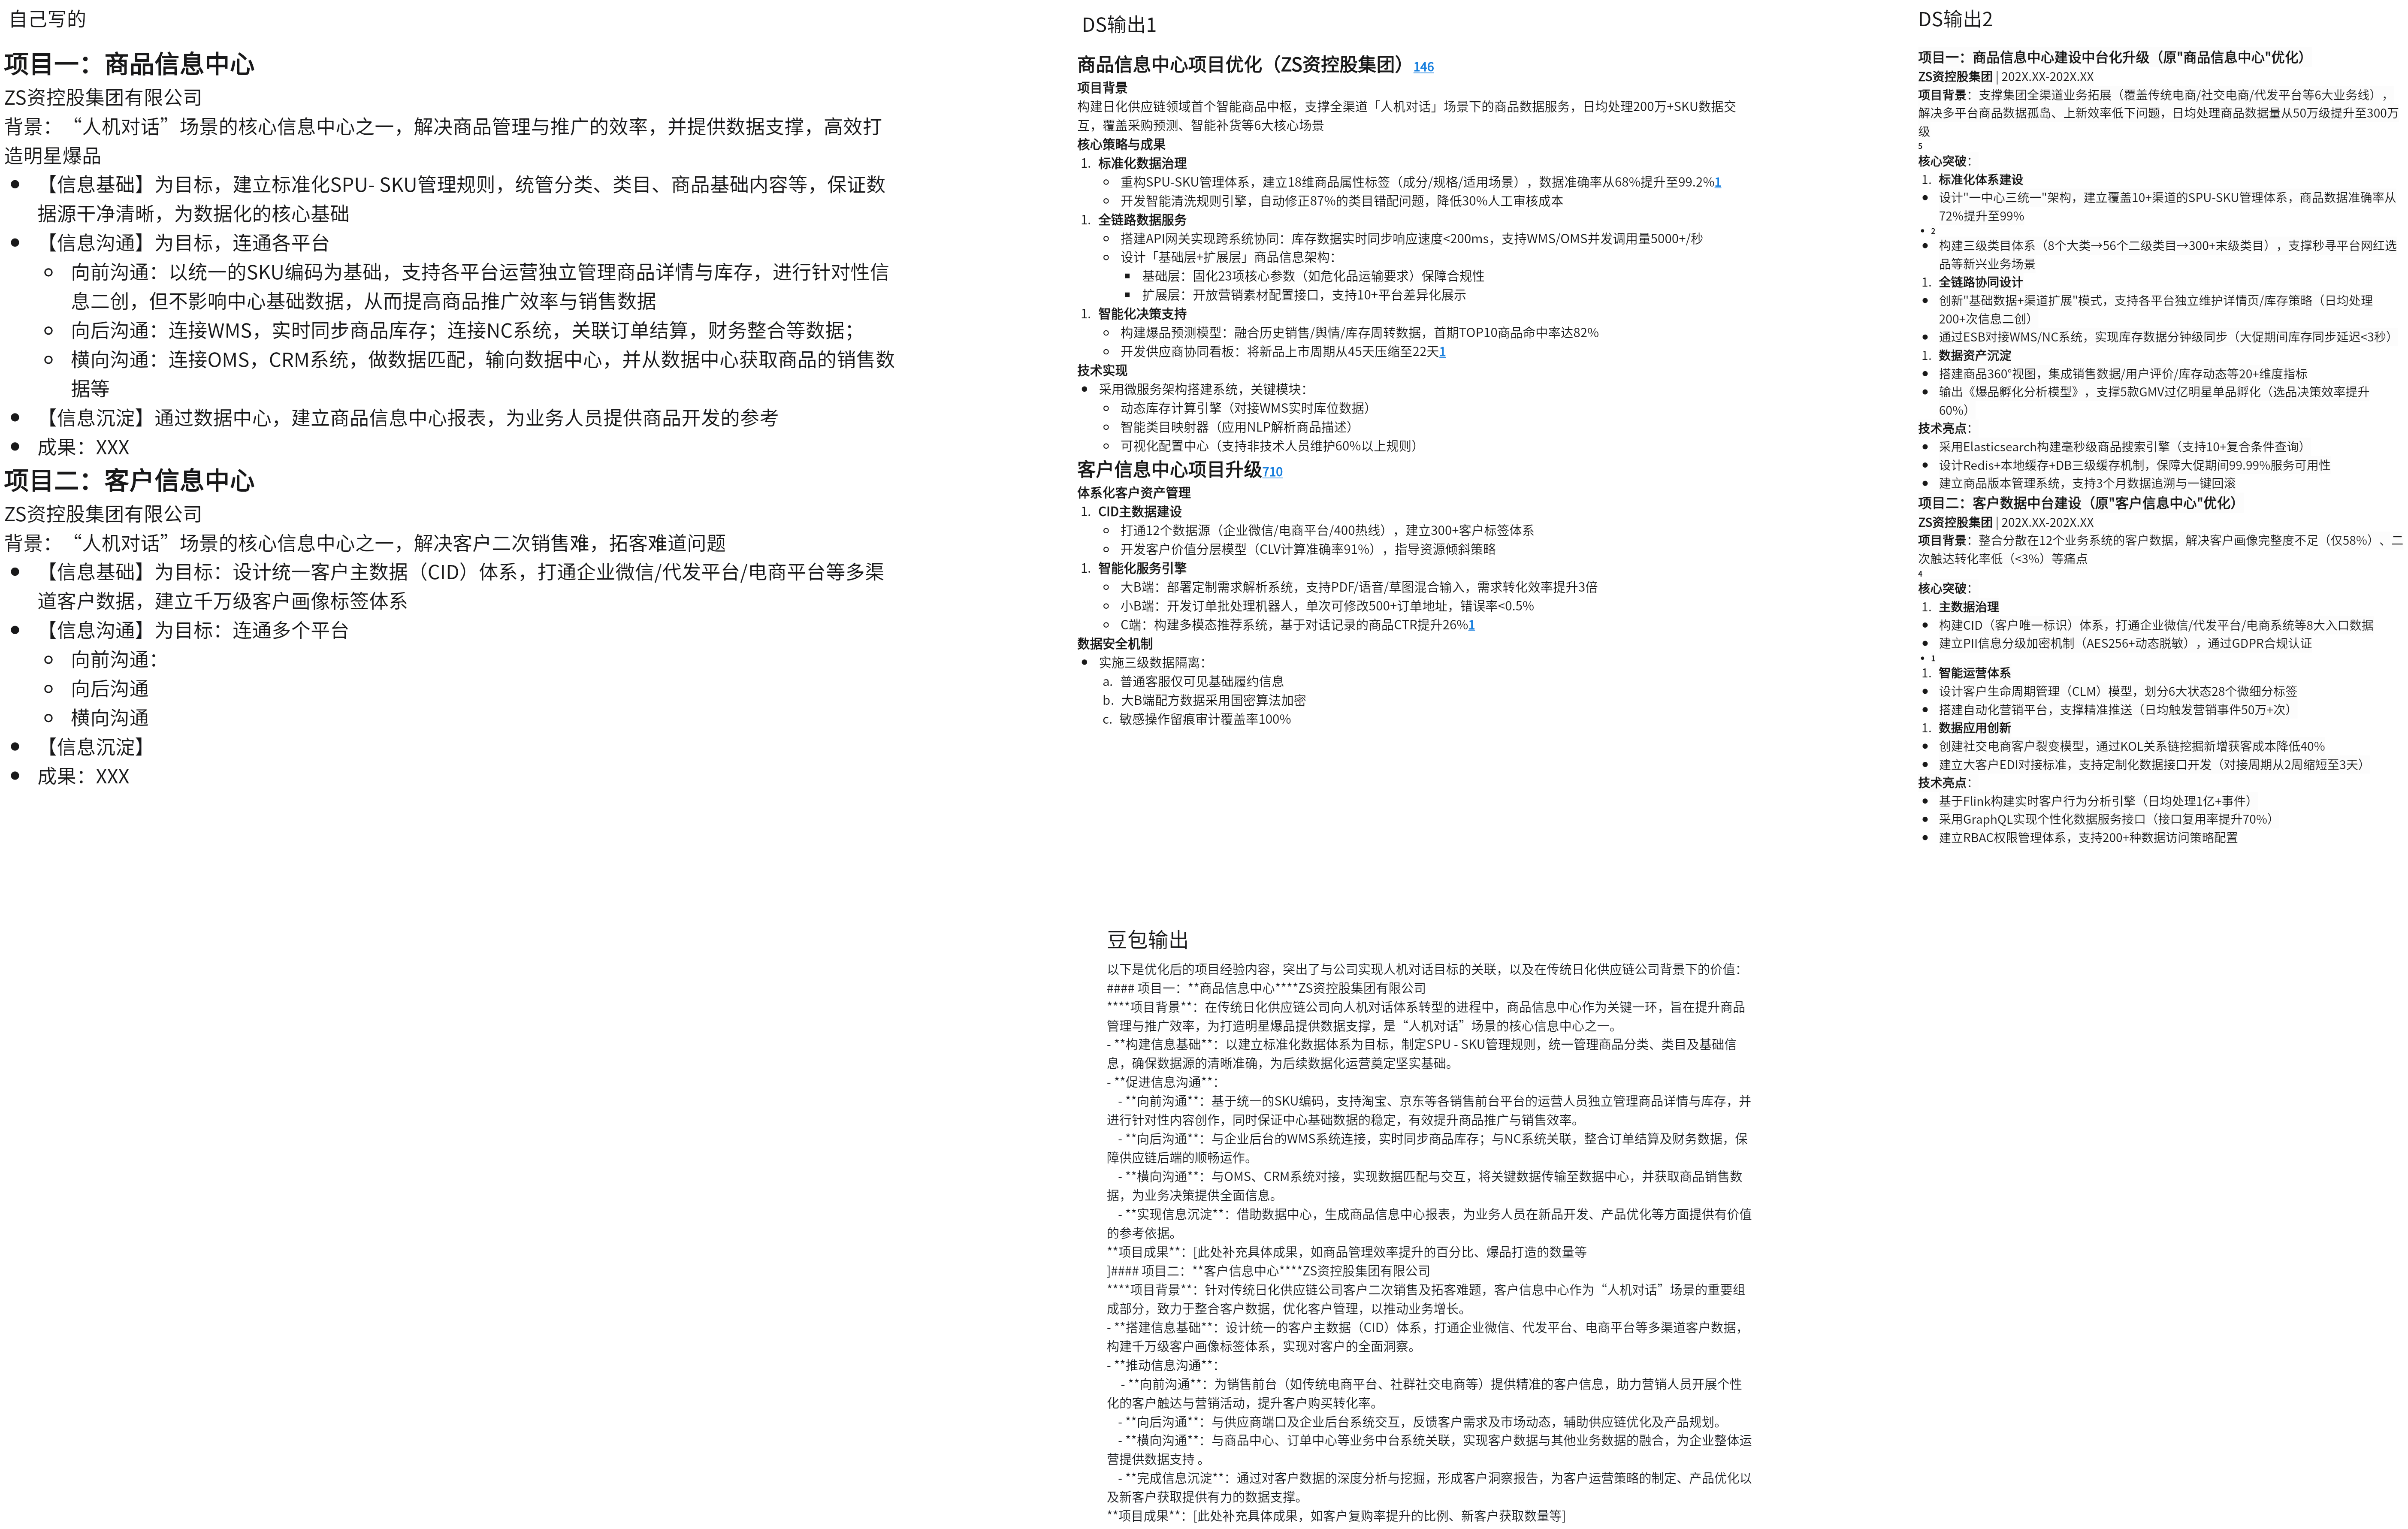 自己写的
项目一：商品信息中心
ZS资控股集团有限公司
背景：“人机对话”场景的核心信息中心之一，解决商品管理与推广的效率，并提供数据支撑，高效打
造明星爆品
【信息基础】为目标，建立标准化SPU- SKU管理规则，统管分类、类目、商品基础内容等，保证数
据源干净清晰，为数据化的核心基础
【信息沟通】为目标，连通各平台
向前沟通：以统一的SKU编码为基础，支持各平台运营独立管理商品详情与库存，进行针对性信
息二创，但不影响中心基础数据，从而提高商品推广效率与销售数据
向后沟通：连接WMS，实时同步商品库存；连接NC系统，关联订单结算，财务整合等数据；
横向沟通：连接OMS，CRM系统，做数据匹配，输向数据中心，并从数据中心获取商品的销售数
据等
【信息沉淀】通过数据中心，建立商品信息中心报表，为业务人员提供商品开发的参考
成果：XXX
项目二：客户信息中心
ZS资控股集团有限公司
背景：“人机对话”场景的核心信息中心之一，解决客户二次销售难，拓客难道问题
【信息基础】为目标：设计统一客户主数据（CID）体系，打通企业微信/代发平台/电商平台等多渠
道客户数据，建立千万级客户画像标签体系
【信息沟通】为目标：连通多个平台
向前沟通：
向后沟通
横向沟通
【信息沉淀】
成果：XXX
DS输出1
商品信息中心项目优化（ZS资控股集团）146
项目背景
构建日化供应链领域首个智能商品中枢，支撑全渠道「人机对话」场景下的商品数据服务，日均处理200万+SKU数据交
互，覆盖采购预测、智能补货等6大核心场景
核心策略与成果
1. 标准化数据治理
重构SPU-SKU管理体系，建立18维商品属性标签（成分/规格/适用场景），数据准确率从68%提升至99.2%1
开发智能清洗规则引擎，自动修正87%的类目错配问题，降低30%人工审核成本
1. 全链路数据服务
搭建API网关实现跨系统协同：库存数据实时同步响应速度<200ms，支持WMS/OMS并发调用量5000+/秒
设计「基础层+扩展层」商品信息架构：
基础层：固化23项核心参数（如危化品运输要求）保障合规性
扩展层：开放营销素材配置接口，支持10+平台差异化展示
1. 智能化决策支持
构建爆品预测模型：融合历史销售/舆情/库存周转数据，首期TOP10商品命中率达82%
开发供应商协同看板：将新品上市周期从45天压缩至22天1
技术实现
采用微服务架构搭建系统，关键模块：
动态库存计算引擎（对接WMS实时库位数据）
智能类目映射器（应用NLP解析商品描述）
可视化配置中心（支持非技术人员维护60%以上规则）
客户信息中心项目升级710
体系化客户资产管理
1. CID主数据建设
打通12个数据源（企业微信/电商平台/400热线），建立300+客户标签体系
开发客户价值分层模型（CLV计算准确率91%），指导资源倾斜策略
1. 智能化服务引擎
大B端：部署定制需求解析系统，支持PDF/语音/草图混合输入，需求转化效率提升3倍
小B端：开发订单批处理机器人，单次可修改500+订单地址，错误率<0.5%
C端：构建多模态推荐系统，基于对话记录的商品CTR提升26%1
数据安全机制
实施三级数据隔离：
a. 普通客服仅可见基础履约信息
b. 大B端配方数据采用国密算法加密
c. 敏感操作留痕审计覆盖率100%
DS输出2
项目一：商品信息中心建设中台化升级（原"商品信息中心"优化）
ZS资控股集团 | 202X.XX-202X.XX
项目背景：支撑集团全渠道业务拓展（覆盖传统电商/社交电商/代发平台等6大业务线），
解决多平台商品数据孤岛、上新效率低下问题，日均处理商品数据量从50万级提升至300万
级
5
核心突破：
1. 标准化体系建设
设计"一中心三统一"架构，建立覆盖10+渠道的SPU-SKU管理体系，商品数据准确率从
72%提升至99%
2
构建三级类目体系（8个大类→56个二级类目→300+末级类目），支撑秒寻平台网红选
品等新兴业务场景
1. 全链路协同设计
创新"基础数据+渠道扩展"模式，支持各平台独立维护详情页/库存策略（日均处理
200+次信息二创）
通过ESB对接WMS/NC系统，实现库存数据分钟级同步（大促期间库存同步延迟<3秒）
1. 数据资产沉淀
搭建商品360°视图，集成销售数据/用户评价/库存动态等20+维度指标
输出《爆品孵化分析模型》，支撑5款GMV过亿明星单品孵化（选品决策效率提升
60%）
技术亮点：
采用Elasticsearch构建毫秒级商品搜索引擎（支持10+复合条件查询）
设计Redis+本地缓存+DB三级缓存机制，保障大促期间99.99%服务可用性
建立商品版本管理系统，支持3个月数据追溯与一键回滚
项目二：客户数据中台建设（原"客户信息中心"优化）
ZS资控股集团 | 202X.XX-202X.XX
项目背景：整合分散在12个业务系统的客户数据，解决客户画像完整度不足（仅58%）、二
次触达转化率低（<3%）等痛点
4
核心突破：
1. 主数据治理
构建CID（客户唯一标识）体系，打通企业微信/代发平台/电商系统等8大入口数据
建立PII信息分级加密机制（AES256+动态脱敏），通过GDPR合规认证
1
1. 智能运营体系
设计客户生命周期管理（CLM）模型，划分6大状态28个微细分标签
搭建自动化营销平台，支撑精准推送（日均触发营销事件50万+次）
1. 数据应用创新
创建社交电商客户裂变模型，通过KOL关系链挖掘新增获客成本降低40%
建立大客户EDI对接标准，支持定制化数据接口开发（对接周期从2周缩短至3天）
技术亮点：
基于Flink构建实时客户行为分析引擎（日均处理1亿+事件）
采用GraphQL实现个性化数据服务接口（接口复用率提升70%）
建立RBAC权限管理体系，支持200+种数据访问策略配置
豆包输出
以下是优化后的项目经验内容，突出了与公司实现人机对话目标的关联，以及在传统日化供应链公司背景下的价值：
#### 项目一：**商品信息中心****ZS资控股集团有限公司
****项目背景**：在传统日化供应链公司向人机对话体系转型的进程中，商品信息中心作为关键一环，旨在提升商品
管理与推广效率，为打造明星爆品提供数据支撑，是“人机对话”场景的核心信息中心之一。
- **构建信息基础**：以建立标准化数据体系为目标，制定SPU - SKU管理规则，统一管理商品分类、类目及基础信
息，确保数据源的清晰准确，为后续数据化运营奠定坚实基础。
- **促进信息沟通**：
- **向前沟通**：基于统一的SKU编码，支持淘宝、京东等各销售前台平台的运营人员独立管理商品详情与库存，并
进行针对性内容创作，同时保证中心基础数据的稳定，有效提升商品推广与销售效率。
- **向后沟通**：与企业后台的WMS系统连接，实时同步商品库存；与NC系统关联，整合订单结算及财务数据，保
障供应链后端的顺畅运作。
- **横向沟通**：与OMS、CRM系统对接，实现数据匹配与交互，将关键数据传输至数据中心，并获取商品销售数
据，为业务决策提供全面信息。
- **实现信息沉淀**：借助数据中心，生成商品信息中心报表，为业务人员在新品开发、产品优化等方面提供有价值
的参考依据。
**项目成果**：[此处补充具体成果，如商品管理效率提升的百分比、爆品打造的数量等
]#### 项目二：**客户信息中心****ZS资控股集团有限公司
****项目背景**：针对传统日化供应链公司客户二次销售及拓客难题，客户信息中心作为“人机对话”场景的重要组
成部分，致力于整合客户数据，优化客户管理，以推动业务增长。
- **搭建信息基础**：设计统一的客户主数据（CID）体系，打通企业微信、代发平台、电商平台等多渠道客户数据，
构建千万级客户画像标签体系，实现对客户的全面洞察。
- **推动信息沟通**：
- **向前沟通**：为销售前台（如传统电商平台、社群社交电商等）提供精准的客户信息，助力营销人员开展个性
化的客户触达与营销活动，提升客户购买转化率。
- **向后沟通**：与供应商端口及企业后台系统交互，反馈客户需求及市场动态，辅助供应链优化及产品规划。
- **横向沟通**：与商品中心、订单中心等业务中台系统关联，实现客户数据与其他业务数据的融合，为企业整体运
营提供数据支持 。
- **完成信息沉淀**：通过对客户数据的深度分析与挖掘，形成客户洞察报告，为客户运营策略的制定、产品优化以
及新客户获取提供有力的数据支撑。
**项目成果**：[此处补充具体成果，如客户复购率提升的比例、新客户获取数量等]